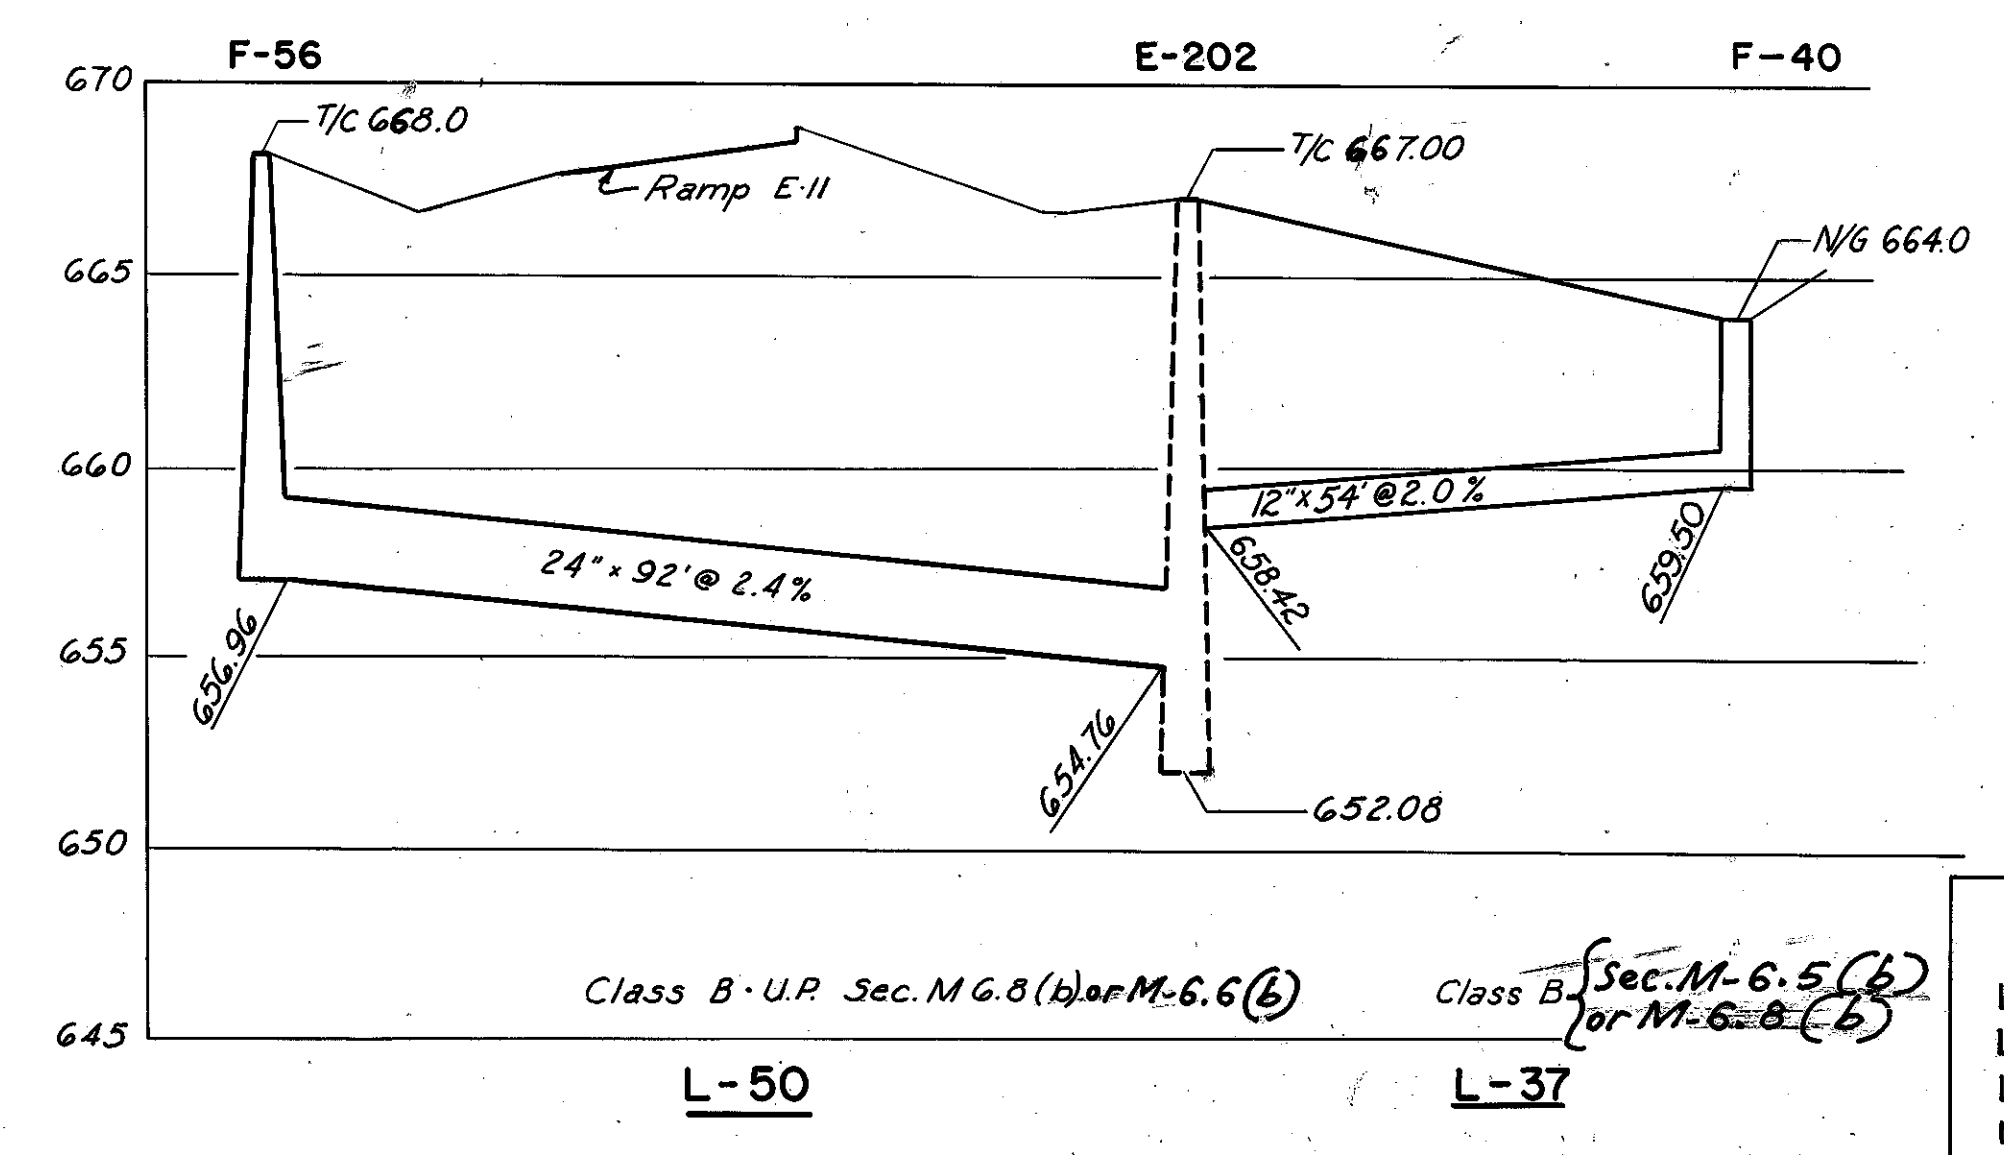 F-56
E-202
F-40
670
T/C 668.0
T/C 667.00
Ramp E-11
N/G 664.0
665
660
12"x54' @ 2.0%
24" x 92' @ 2.4%
658.42
659.50
656.96
655
654.76
652.08
650
Class B · U.P. Sec. M 6.8 (b) or M-6.6(b)
Class B { Sec. M-6.5 (b)
or M-6.8 (b)
645
L-50
L-37